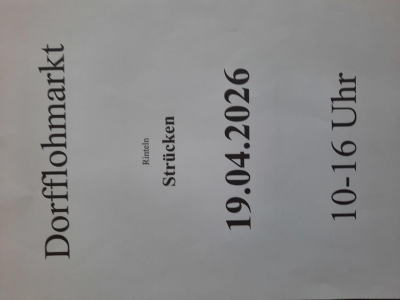 Dorfflohmarkt
Rinteln
Strücken
19.04.2026
10-16 Uhr